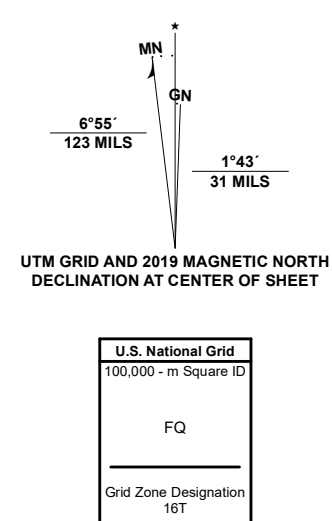 MN
GN
6°55´
123 MILS
1°43´
31 MILS
UTM GRID AND 2019 MAGNETIC NORTH
DECLINATION AT CENTER OF SHEET
U.S. National Grid
100,000 - m Square ID
FQ
Grid Zone Designation
16T